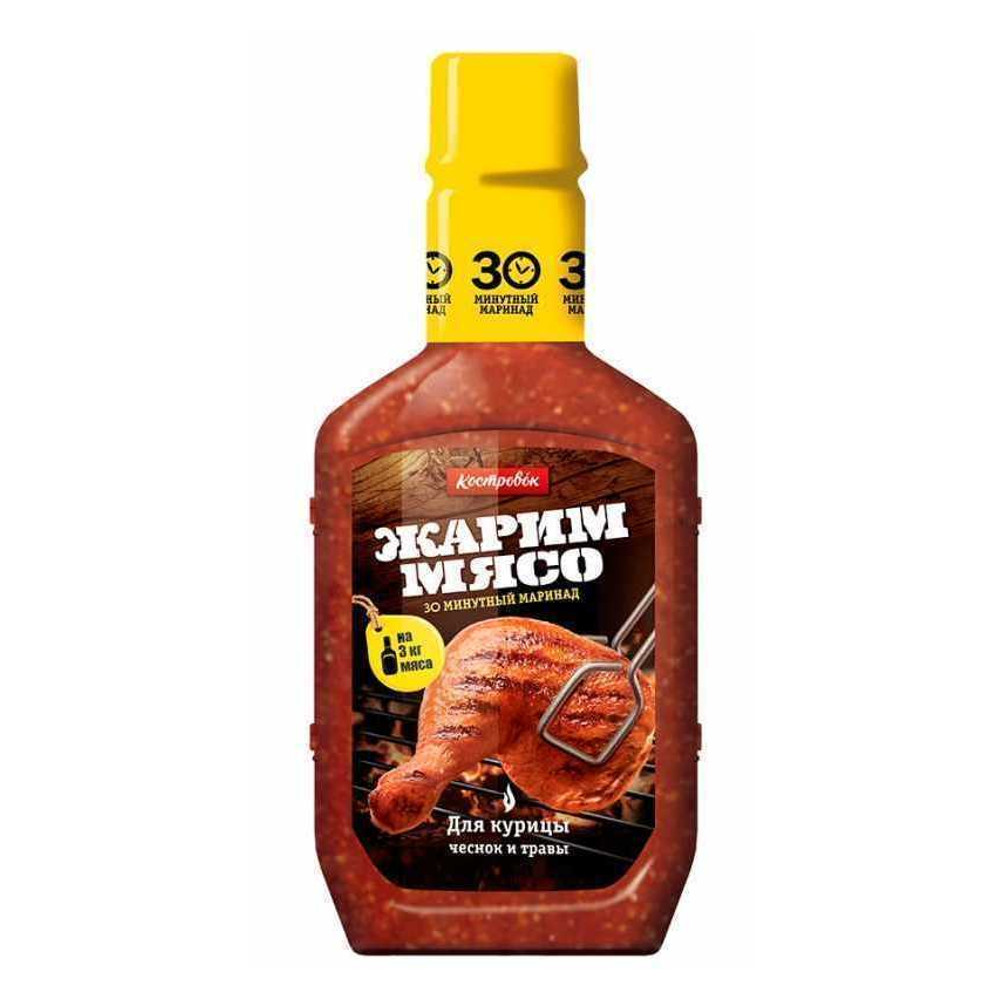 30
МИНУТНЫЙ
МАРИНАД
Костровок
ЖАРИМ
МЯСО
30 МИНУТНЫЙ МАРИНАД
на
3 кг
мяса
Для курицы
чеснок и травы